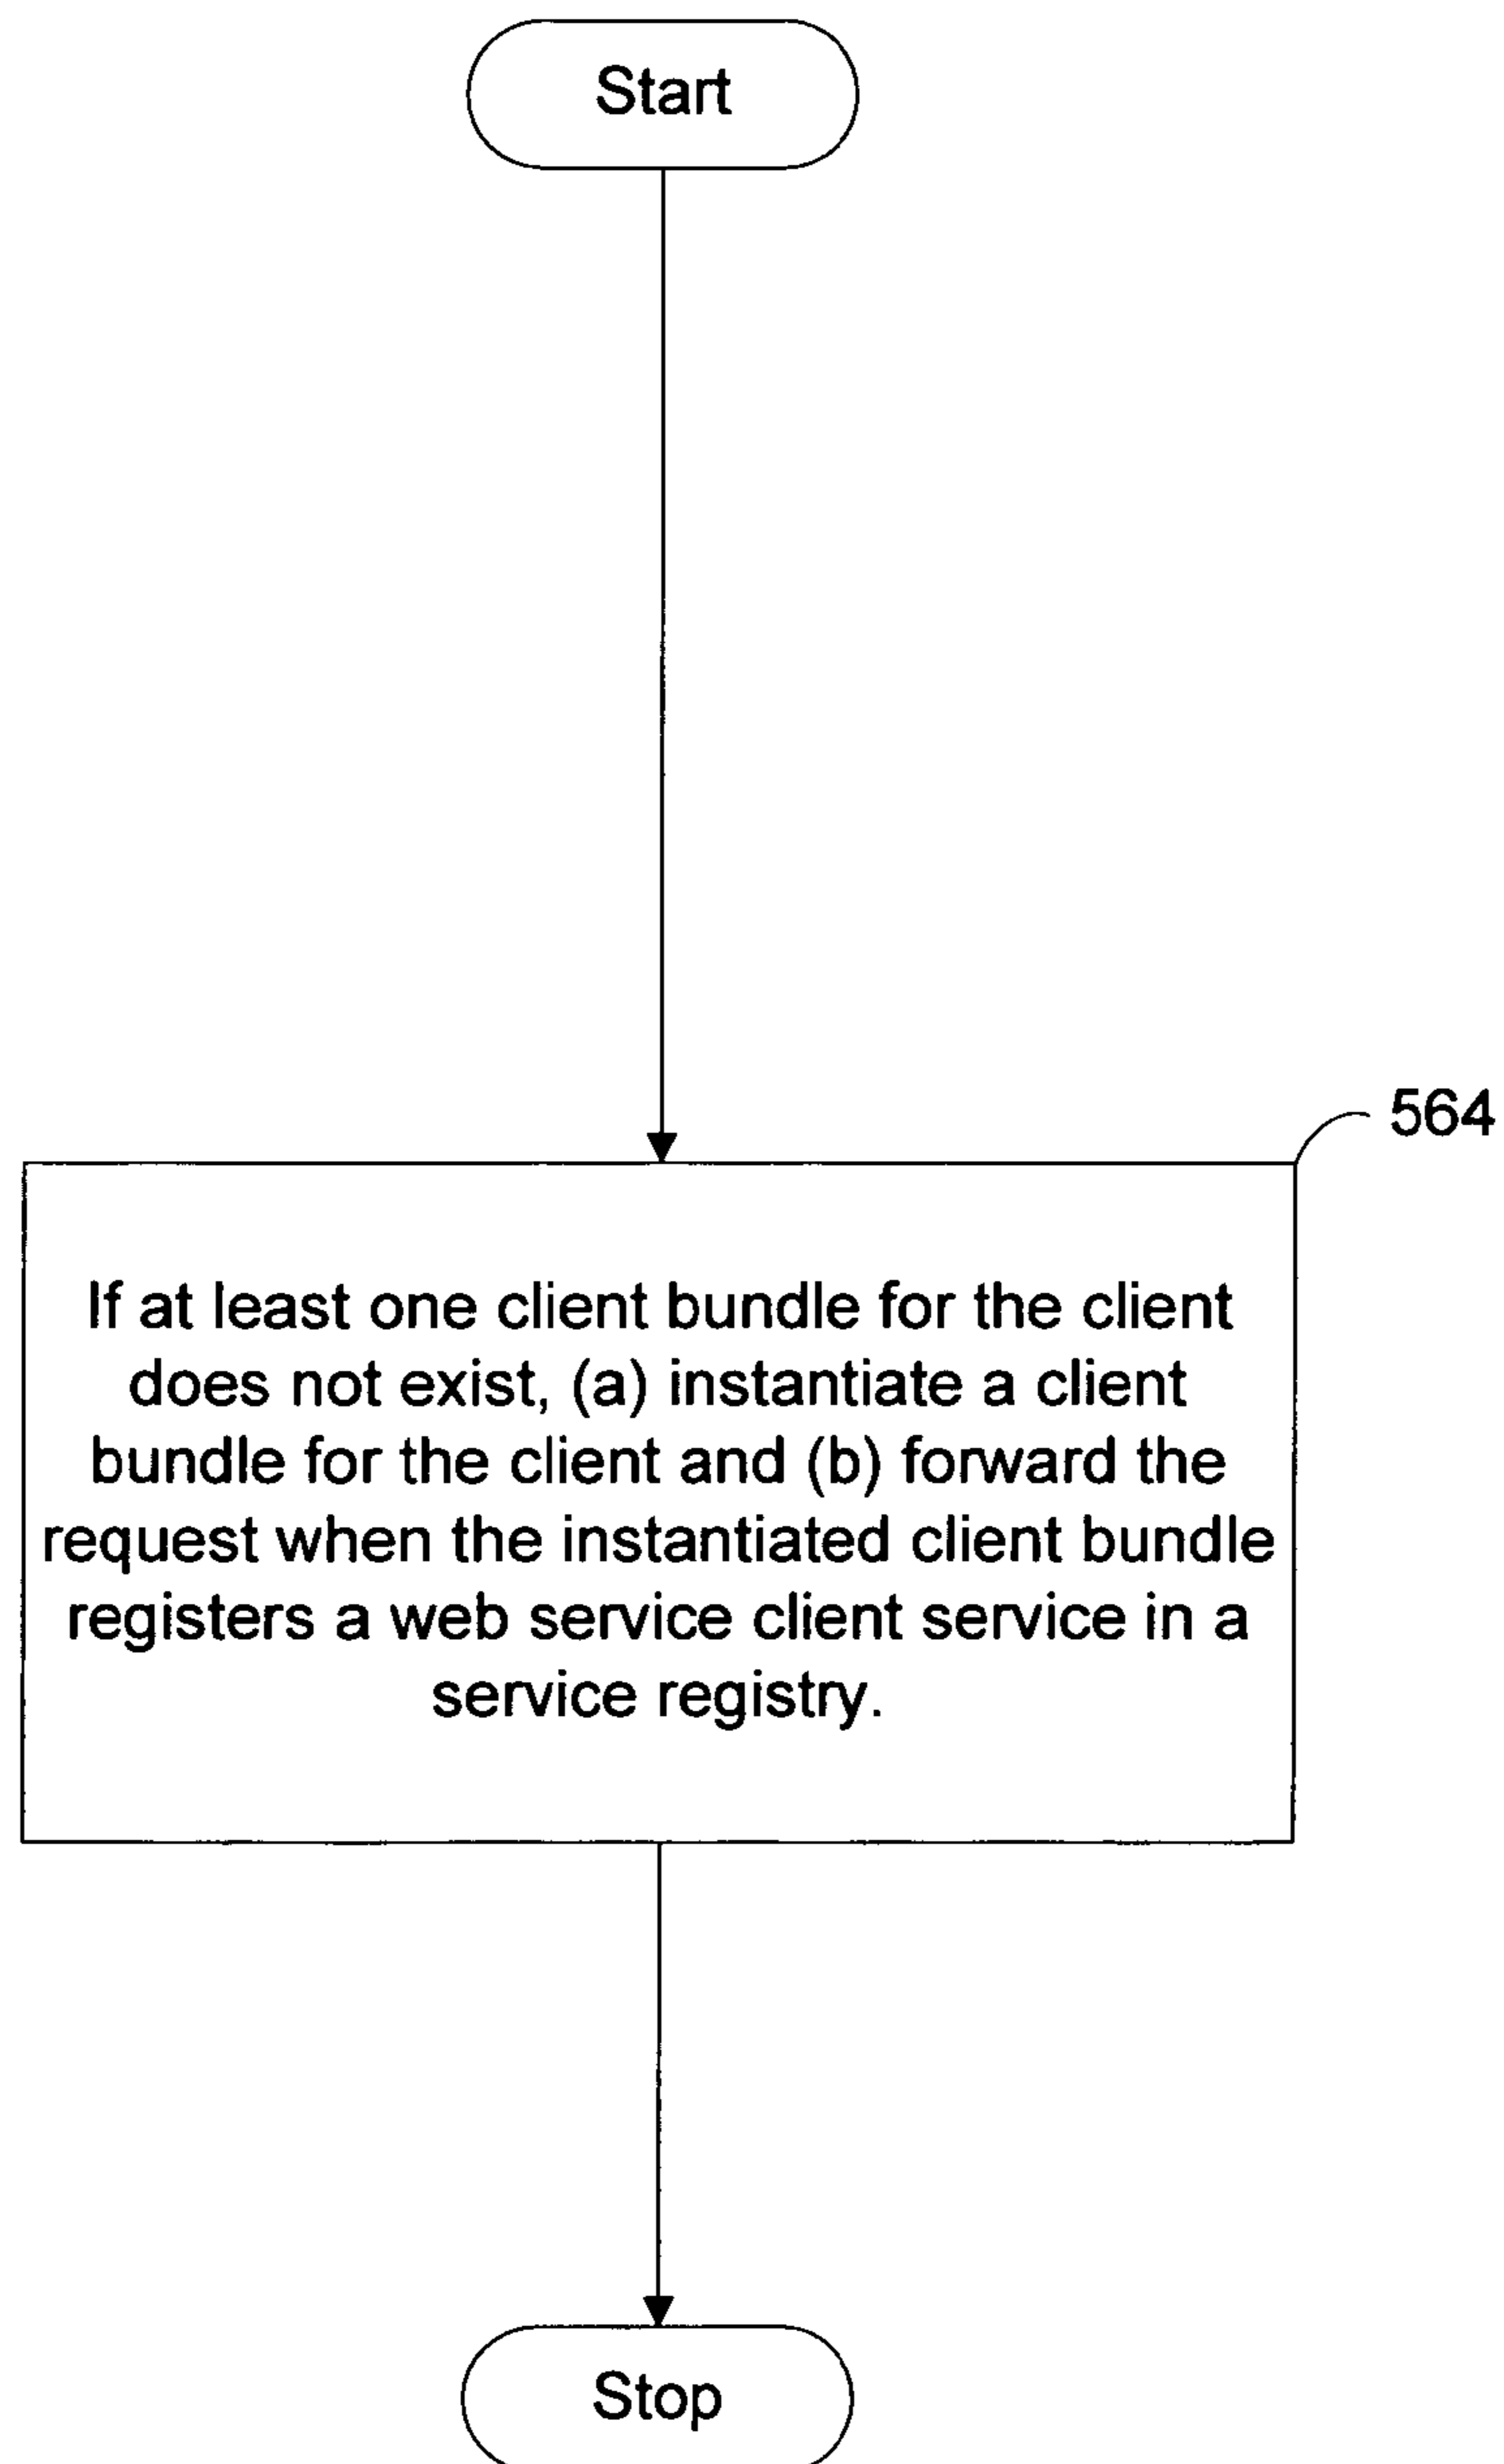 Start
564
If at least one client bundle for the client
does not exist, (a) instantiate a client
bundle for the client and (b) forward the
request when the instantiated client bundle
registers a web service client service in a
service registry.
Stop